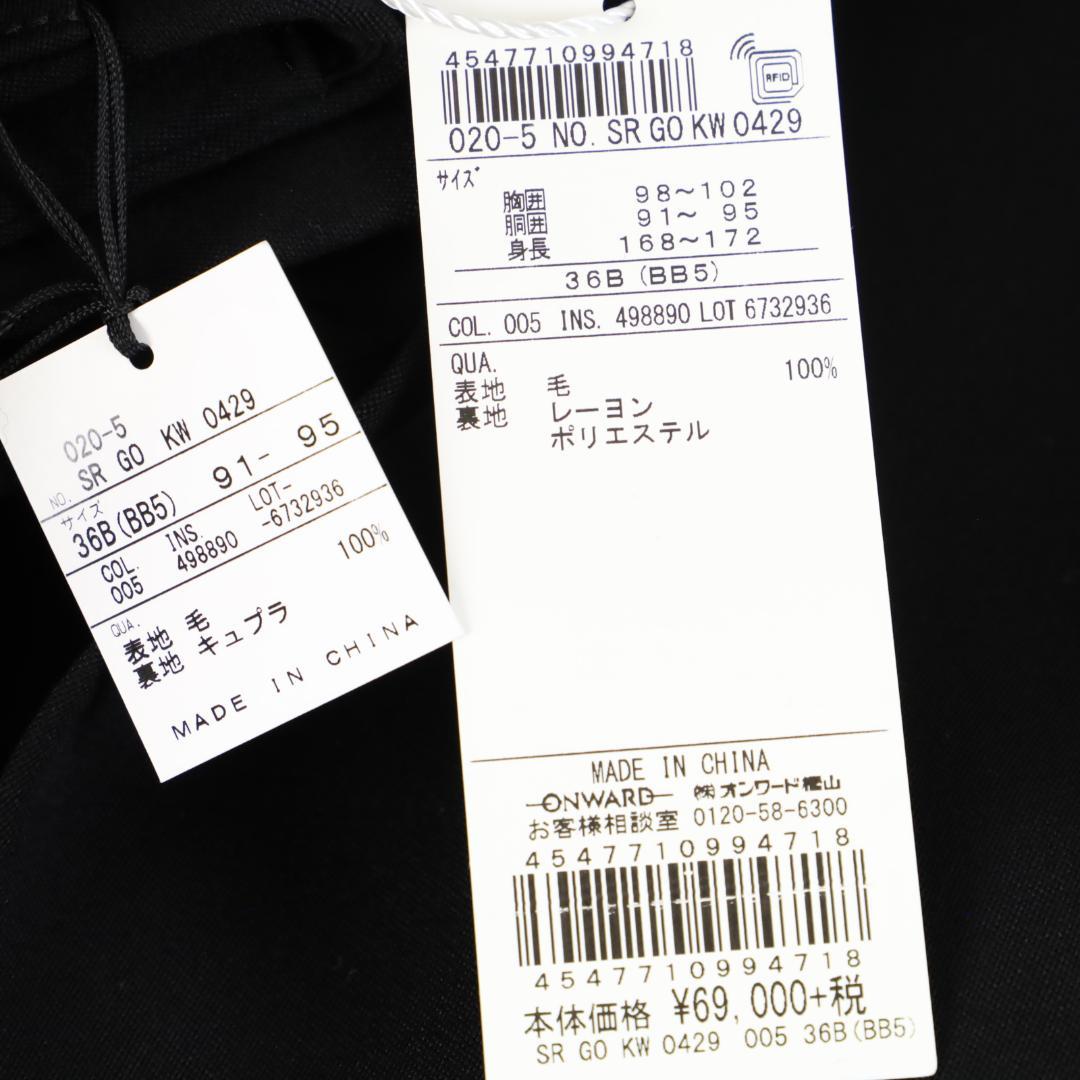 4547710994718
RFID
020-5 NO. SR GO KW 0429
サイズ
胸囲 98～102
胴囲 91～ 95
身長 168～172
36B (BB5)
COL. 005 INS. 498890 LOT 6732936
QUA.
表地 毛 100%
裏地 レーヨン
ポリエステル
MADE IN CHINA
ONWARD ㈱オンワード樫山
お客様相談室 0120-58-6300
4547710994718
4547710994718
本体価格 ¥69,000+税
SR GO KW 0429 005 36B(BB5)
020-5
NO. SR GO KW 0429
サイズ
36B(BB5) 91- 95
COL. INS. LOT-
005 498890 -6732936
QUA. 100%
表地 毛
裏地 キュプラ
MADE IN CHINA